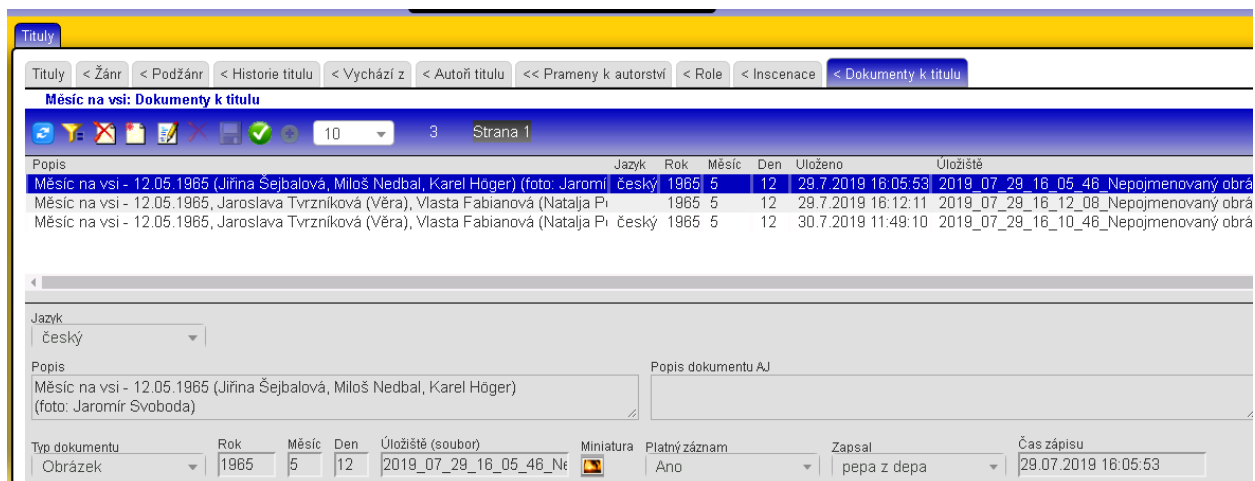 Tituly
Tituly < Žánr < Podžánr < Historie titulu < Vychází z < Autoři titulu << Prameny k autorství < Role < Inscenace < Dokumenty k titulu
Měsíc na vsi: Dokumenty k titulu
10 3 Strana 1
Popis Jazyk Rok Měsíc Den Uloženo Úložiště
Měsíc na vsi - 12.05.1965 (Jiřina Šejbalová, Miloš Nedbal, Karel Höger) (foto: Jaromí český 1965 5 12 29.7.2019 16:05:53 2019_07_29_16_05_46_Nepojmenovaný obrá
Měsíc na vsi - 12.05.1965, Jaroslava Tvrzníková (Věra), Vlasta Fabianová (Natalja 1965 5 12 29.7.2019 16:12:11 2019_07_29_16_12_08_Nepojmenovaný obrá
Měsíc na vsi - 12.05.1965, Jaroslava Tvrzníková (Věra), Vlasta Fabianová (Natalja český 1965 5 12 30.7.2019 11:49:10 2019_07_29_16_10_46_Nepojmenovaný obrá
Jazyk
český
Popis Popis dokumentu AJ
Měsíc na vsi - 12.05.1965 (Jiřina Šejbalová, Miloš Nedbal, Karel Höger)
(foto: Jaromír Svoboda)
Typ dokumentu Rok Měsíc Den Úložiště (soubor) Miniatura Platný záznam Zapsal Čas zápisu
Obrázek 1965 5 12 2019_07_29_16_05_46_Ne Ano pepa z depa 29.07.2019 16:05:53